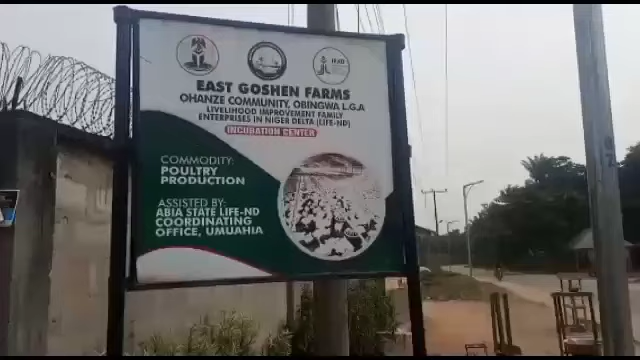 IFAD
EAST GOSHEN FARMS
OHANZE COMMUNITY, OBINGWA L.G.A
LIVELIHOOD IMPROVEMENT FAMILY
ENTERPRISES IN NIGER DELTA (LIFE-ND)
INCUBATION CENTER
COMMODITY:
POULTRY
PRODUCTION
ASSISTED BY:
ABIA STATE LIFE-ND
COORDINATING
OFFICE, UMUAHIA